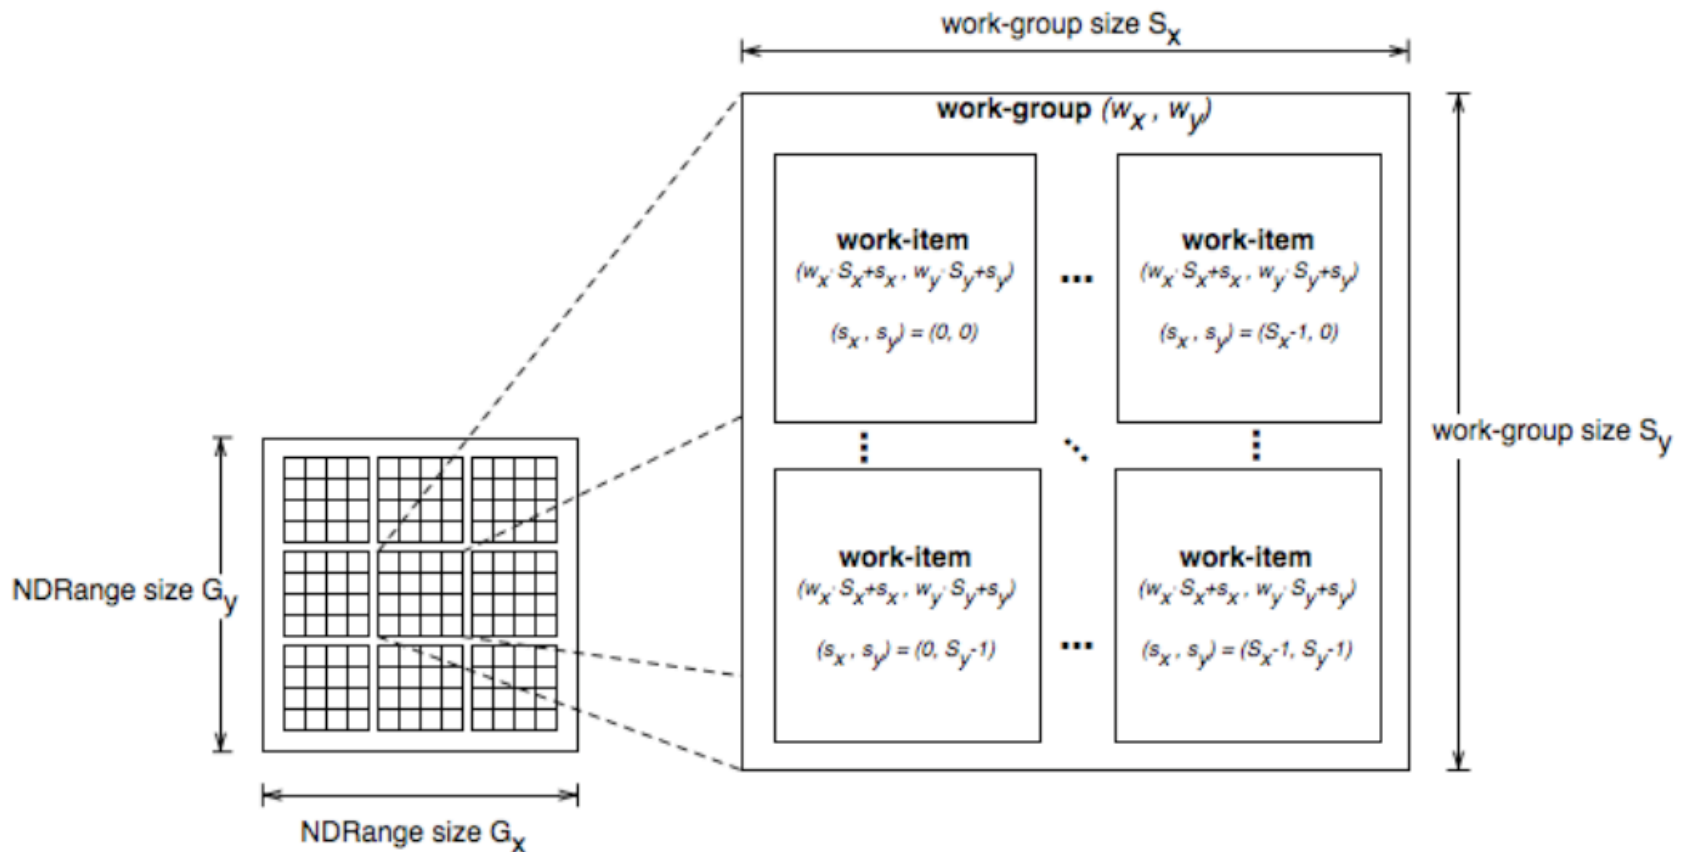 work-group size Sx
work-group (wx , wy)
work-item
(wx· Sx+sx , wy· Sy+sy)
(sx , sy) = (0, 0)
...
work-item
(wx· Sx+sx , wy· Sy+sy)
(sx , sy) = (Sx-1, 0)
work-group size Sy
work-item
(wx· Sx+sx , wy· Sy+sy)
(sx , sy) = (0, Sy-1)
...
work-item
(wx· Sx+sx , wy· Sy+sy)
(sx , sy) = (Sx-1, Sy-1)
NDRange size Gy
NDRange size Gx